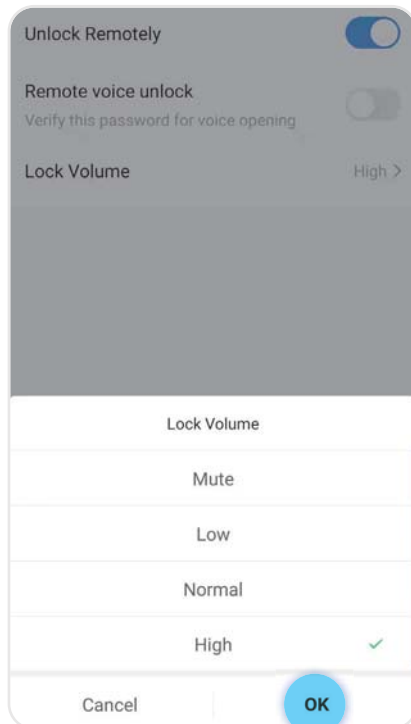 Unlock Remotely
Remote voice unlock
Verify this password for voice opening
Lock Volume High >
Lock Volume
Mute
Low
Normal
High
Cancel OK